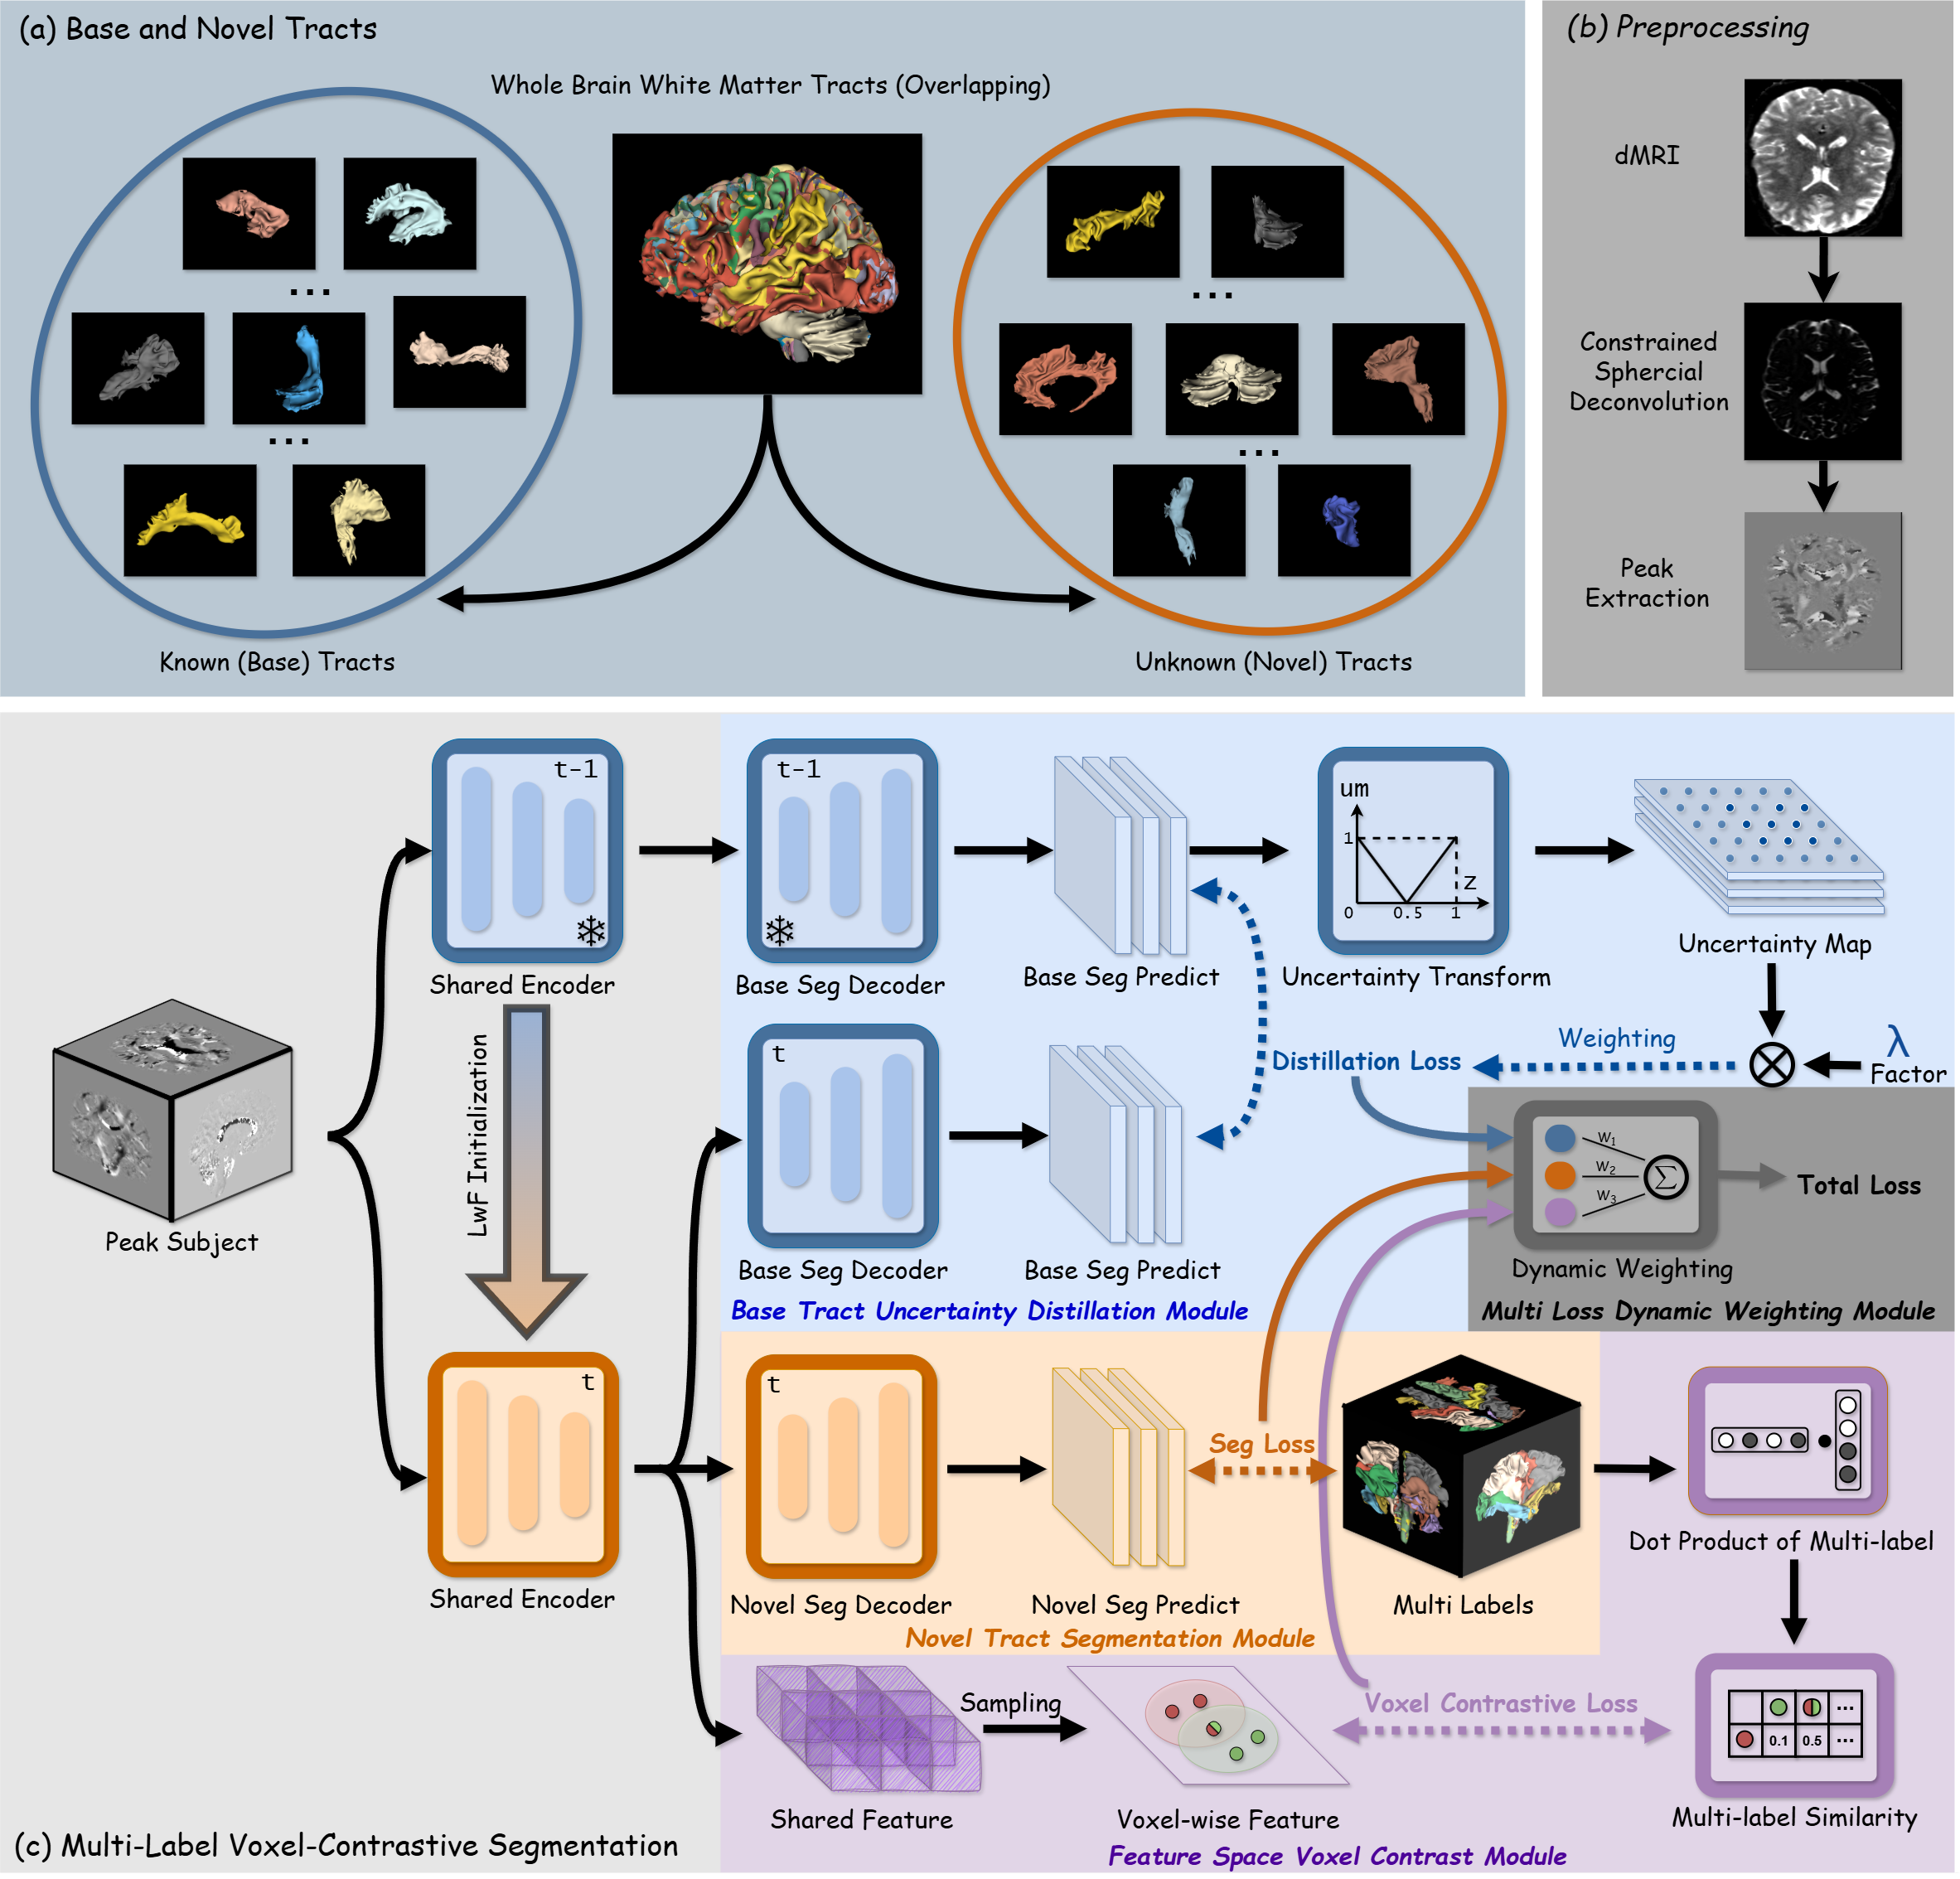 (a) Base and Novel Tracts
Whole Brain White Matter Tracts (Overlapping)
...
...
...
...
Known (Base) Tracts
Unknown (Novel) Tracts
(b) Preprocessing
dMRI
Constrained
Sphercial
Deconvolution
Peak
Extraction
t-1
Shared Encoder
t-1
Base Seg Decoder
Base Seg Predict
um
1
z
0
0.5
1
Uncertainty Transform
Uncertainty Map
Peak Subject
LwF Initialization
t
Base Seg Decoder
Base Seg Predict
Distillation Loss
Weighting
λ
Factor
Base Tract Uncertainty Distillation Module
W1
W2
W3
Σ
Total Loss
Dynamic Weighting
Multi Loss Dynamic Weighting Module
t
Shared Encoder
t
Novel Seg Decoder
Novel Seg Predict
Seg Loss
Multi Labels
Novel Tract Segmentation Module
Dot Product of Multi-label
Shared Feature
Sampling
Voxel-wise Feature
Voxel Contrastive Loss
...
0.1
0.5
...
Multi-label Similarity
Feature Space Voxel Contrast Module
(c) Multi-Label Voxel-Contrastive Segmentation